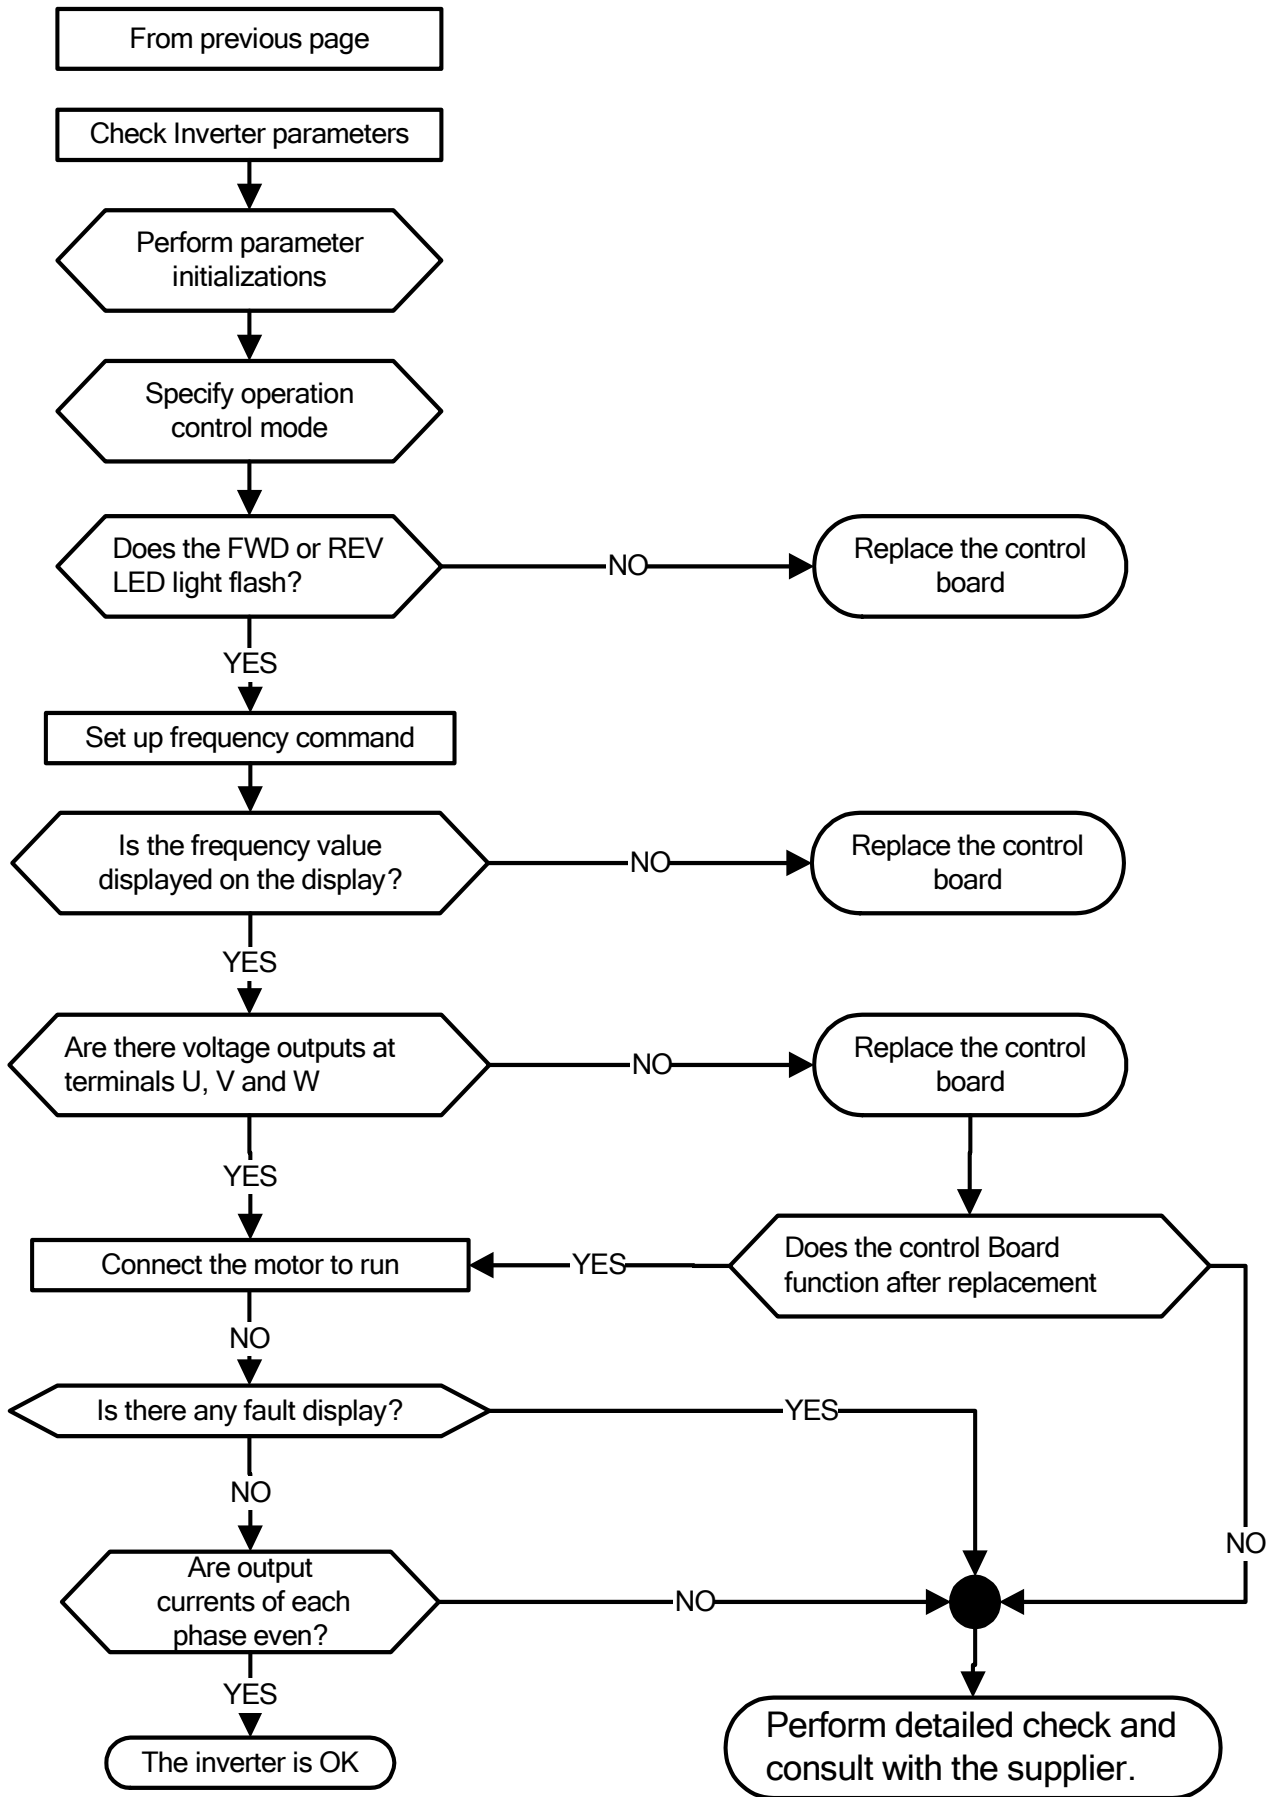 From previous page
Check Inverter parameters
Perform parameter
initializations
Specify operation
control mode
Does the FWD or REV
LED light flash?
NO
Replace the control
board
YES
Set up frequency command
Is the frequency value
displayed on the display?
NO
Replace the control
board
YES
Are there voltage outputs at
terminals U, V and W
NO
Replace the control
board
YES
Connect the motor to run
YES
Does the control Board
function after replacement
NO
Is there any fault display?
YES
NO
NO
Are output
currents of each
phase even?
NO
YES
The inverter is OK
Perform detailed check and
consult with the supplier.